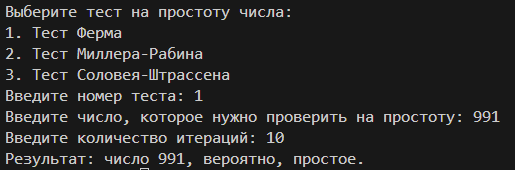 Выберите тест на простоту числа:
1. Тест Ферма
2. Тест Миллера-Рабина
3. Тест Соловея-Штрассена
Введите номер теста: 1
Введите число, которое нужно проверить на простоту: 991
Введите количество итераций: 10
Результат: число 991, вероятно, простое.